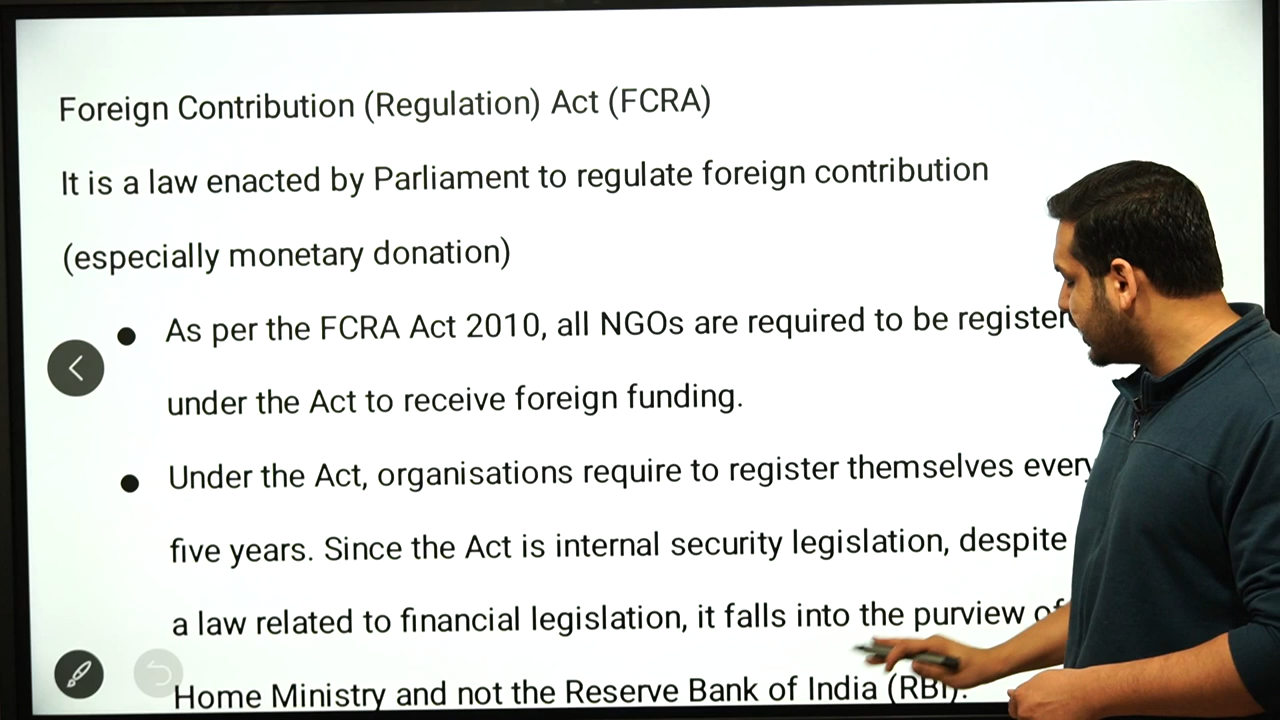 Foreign Contribution (Regulation) Act (FCRA)
It is a law enacted by Parliament to regulate foreign contribution
(especially monetary donation)
As per the FCRA Act 2010, all NGOs are required to be
under the Act to receive foreign funding.
Under the Act, organisations require to register themselves every
five years. Since the Act is internal security legislation, despite
a law related to financial legislation, it falls into the purview of
Home Ministry and not the Reserve Bank of India (RBI).